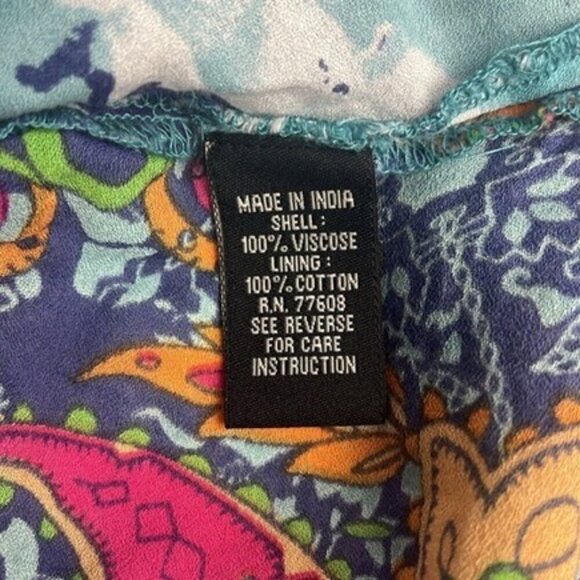 MADE IN INDIA
SHELL :
100% VISCOSE
LINING :
100% COTTON
R.N. 77608
SEE REVERSE
FOR CARE
INSTRUCTION